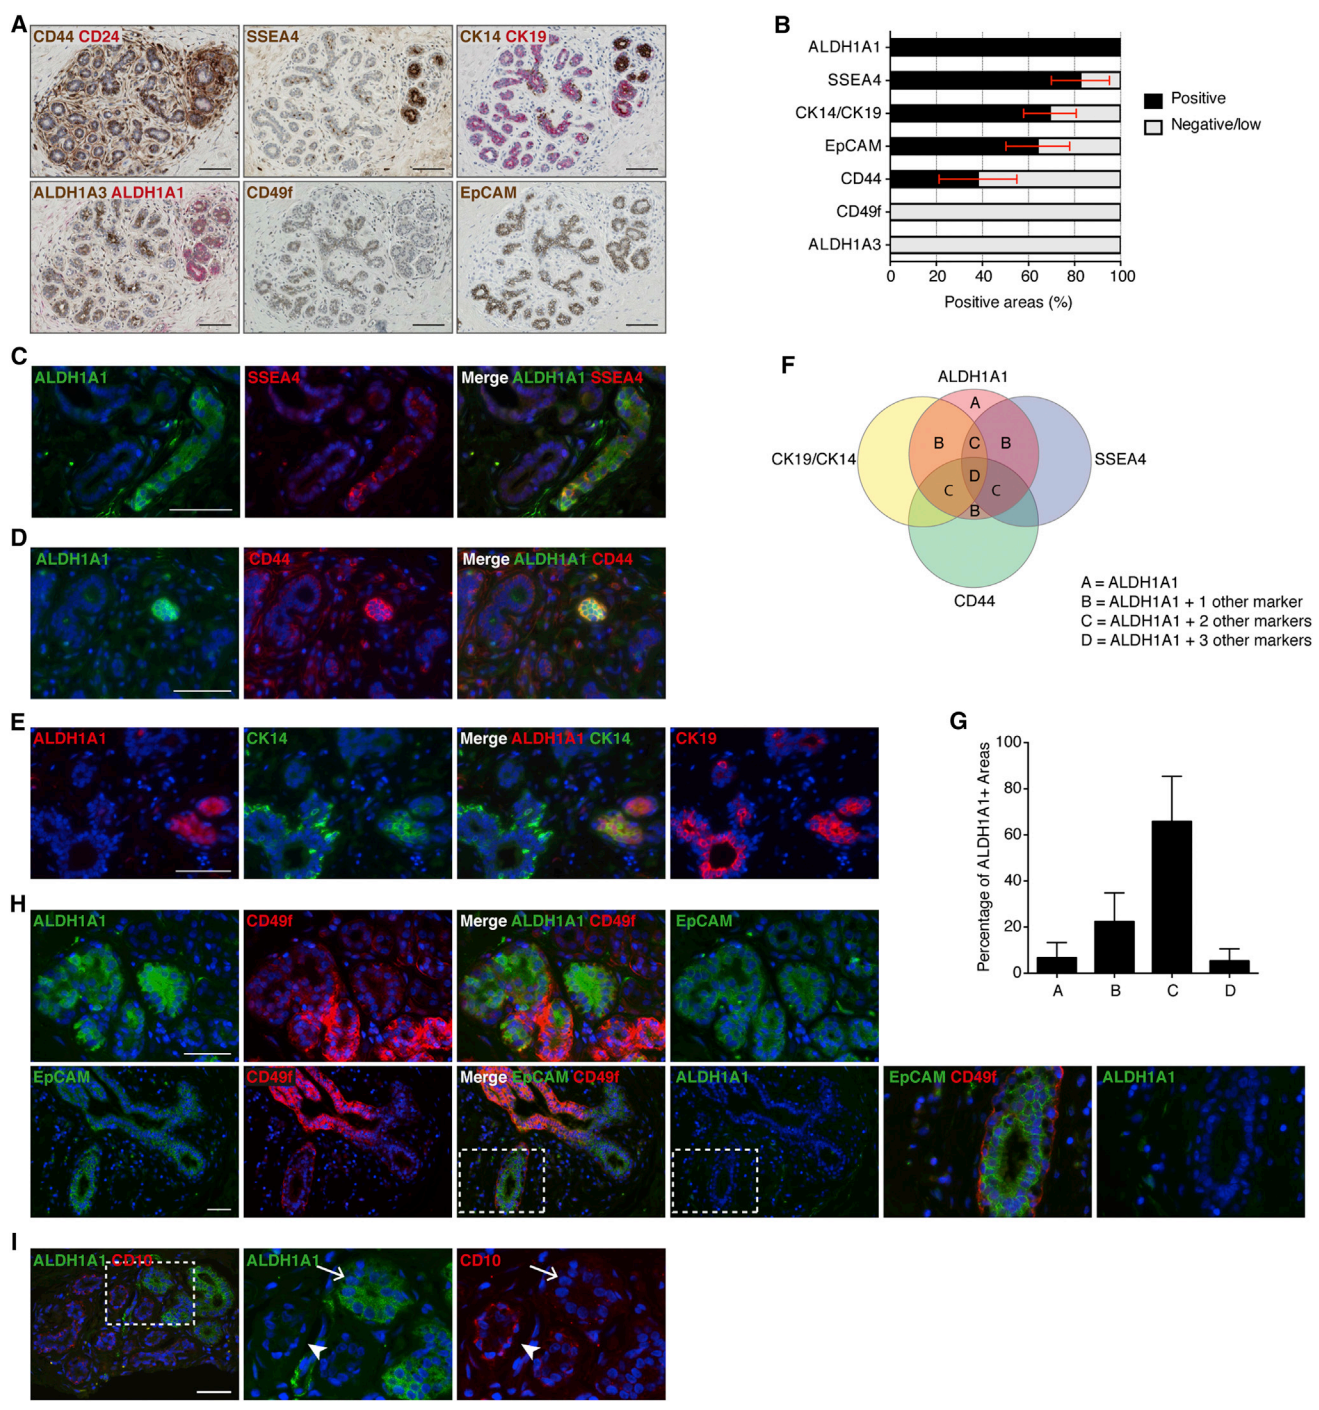 A
CD44 CD24
SSEA4
CK14 CK19
ALDH1A3 ALDH1A1
CD49f
EpCAM
B
ALDH1A1
SSEA4
CK14/CK19
EpCAM
CD44
CD49f
ALDH1A3
0 20 40 60 80 100
Positive areas (%)
Positive
Negative/low
C
ALDH1A1
SSEA4
Merge ALDH1A1 SSEA4
D
ALDH1A1
CD44
Merge ALDH1A1 CD44
E
ALDH1A1
CK14
Merge ALDH1A1 CK14
CK19
F
ALDH1A1
A
B C B
CK19/CK14
SSEA4
D
C C
B
CD44
A = ALDH1A1
B = ALDH1A1 + 1 other marker
C = ALDH1A1 + 2 other markers
D = ALDH1A1 + 3 other markers
G
Percentage of ALDH1A1+ Areas
100
80
60
40
20
0
A B C D
H
ALDH1A1
CD49f
Merge ALDH1A1 CD49f
EpCAM
EpCAM
CD49f
Merge EpCAM CD49f
ALDH1A1
EpCAM CD49f
ALDH1A1
I
ALDH1A1 CD10
ALDH1A1
CD10